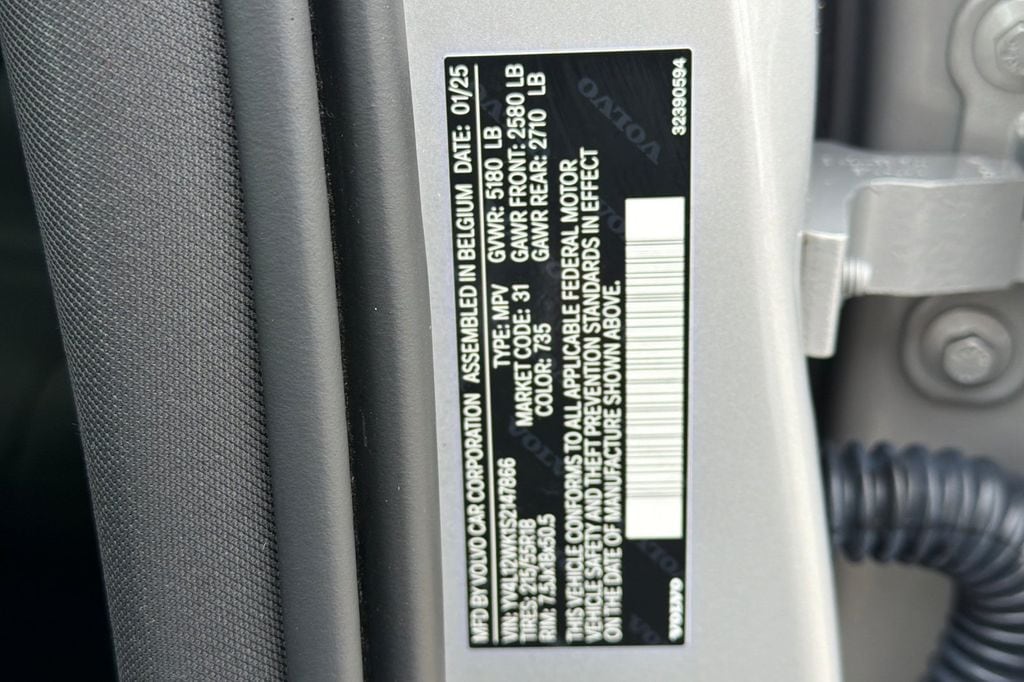 MFD BY VOLVO CAR CORPORATION ASSEMBLED IN BELGIUM DATE: 01/25
VIN: YV4L12WK1S2147866 TYPE: MPV GVWR: 5180 LB
TIRES: 215/55R18 MARKET CODE: 31 GAWR FRONT: 2580 LB
RIM: 7.5Jx18x50.5 COLOR: 735 GAWR REAR: 2710 LB
THIS VEHICLE CONFORMS TO ALL APPLICABLE FEDERAL MOTOR
VEHICLE SAFETY AND THEFT PREVENTION STANDARDS IN EFFECT
ON THE DATE OF MANUFACTURE SHOWN ABOVE.
VOLVO 32390594